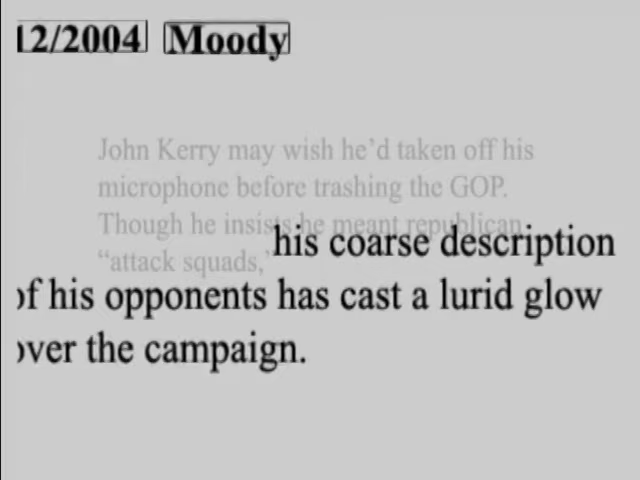 12/2004 Moody
John Kerry may wish he'd taken off his
microphone before trashing the GOP.
Though he insists he meant republican
“attack squads,”
his coarse description
of his opponents has cast a lurid glow
over the campaign.